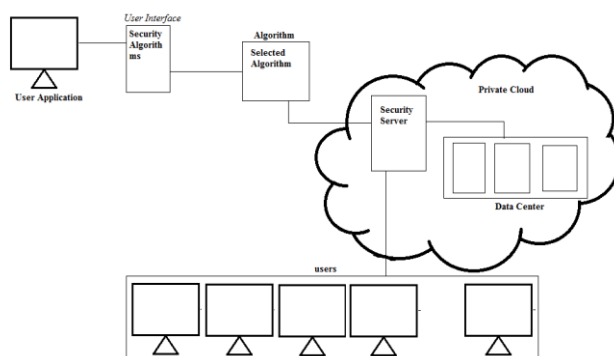 User Interface
Security
Algorith
ms
User Application
Algorithm
Selected
Algorithm
Private Cloud
Security
Server
Data Center
users